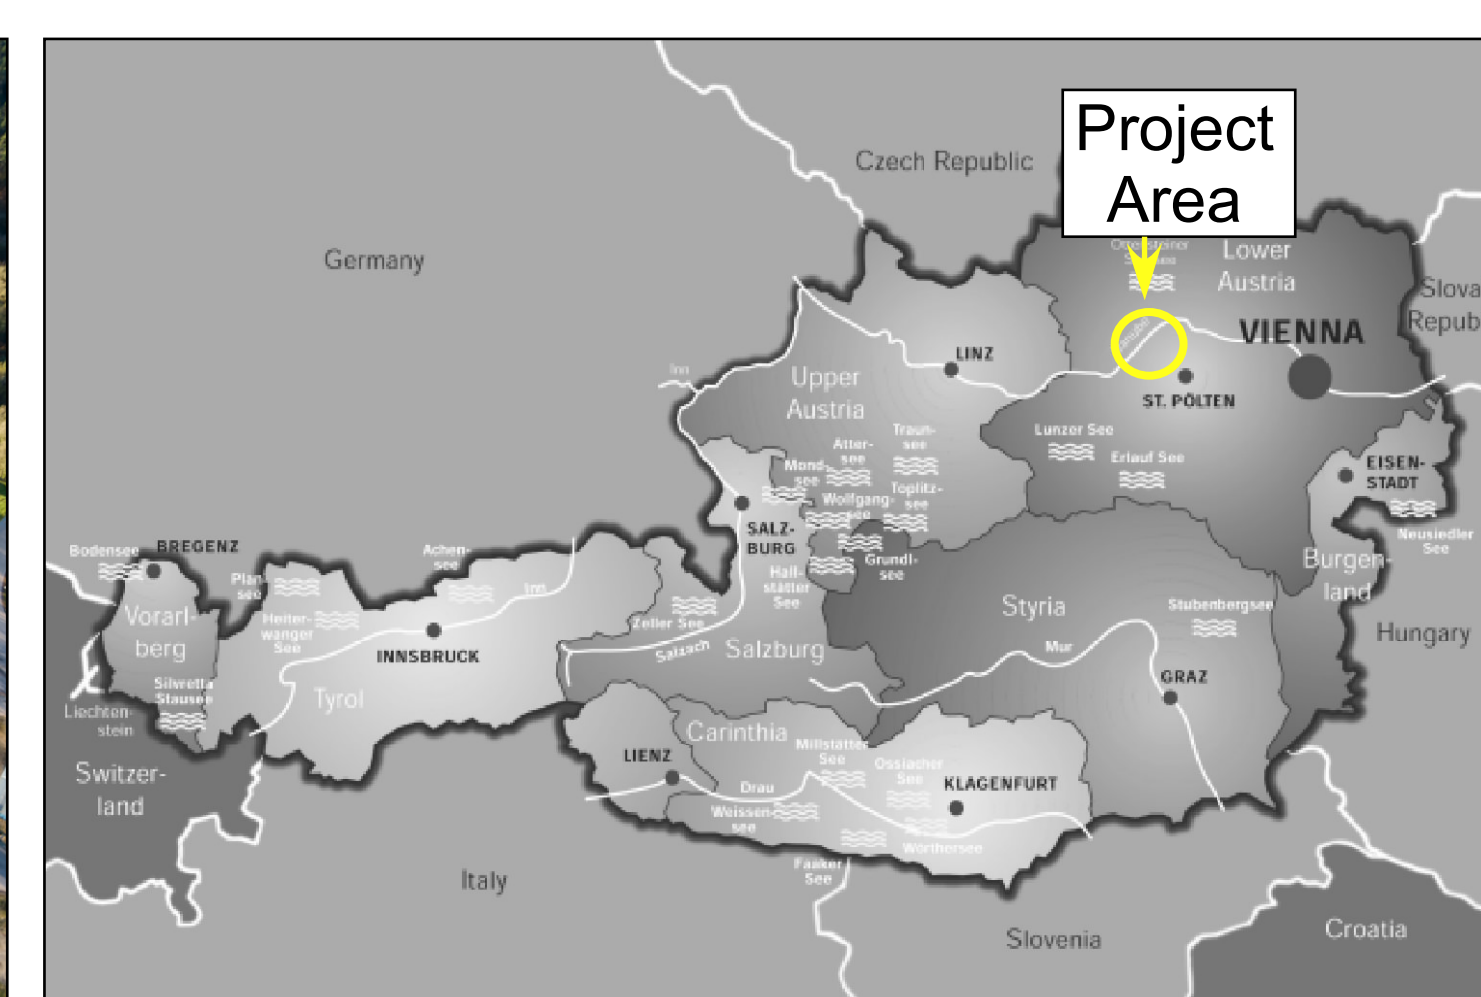 Project
Area
Czech Republic
Germany
Lower
Austria
Slova
Repub
VIENNA
LINZ
Inn
Upper
Austria
ST. PÖLTEN
Lunzer See
Erlauf See
Traun-
see
Atter-
see
Mond-
see
Wolfgang-
see
Toplitz-
see
EISEN-
STADT
Neusiedler
See
SALZ-
BURG
Hall-
stätter
See
Grundl-
see
Burgen-
land
Bodensee
BREGENZ
Plan-
see
Achen-
see
Inn
Heiter-
wanger
See
Vorarl-
berg
INNSBRUCK
Zeller See
Salzach
Salzburg
Styria
Stubenbergsee
Mur
Hungary
Silvretta
Stausee
Tyrol
GRAZ
Liechten-
stein
Carinthia
LIENZ
Millstätter
See
Ossiacher
See
Switzer-
land
Drau
KLAGENFURT
Weissen-
see
Wörthersee
Faaker
See
Italy
Slovenia
Croatia